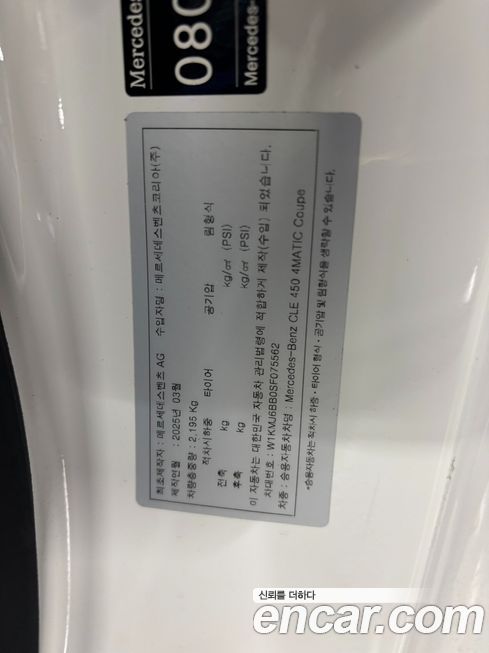 Mercedes
080
Mercedes-
최초제작자 : 메르세데스벤츠 AG 수입자명 : 메르세데스벤츠코리아(주)
제작연월 : 2025년 03월
차량총중량 : 2,195 Kg
적차시하중 타이어 공기압 림형식
전축 kg kg/㎠ (PSI)
후축 kg kg/㎠ (PSI)
이 자동차는 대한민국 자동차 관리법령에 적합하게 제작(수입) 되었습니다.
차대번호 : W1KMJ6BB0SF075562
차종 : 승용자동차차명 : Mercedes-Benz CLE 450 4MATIC Coupe
*승용자동차는 적차시 하중 · 타이어 형식 · 공기압 및 림형식을 생략할 수 있습니다.
신뢰를 더하다
encar.com